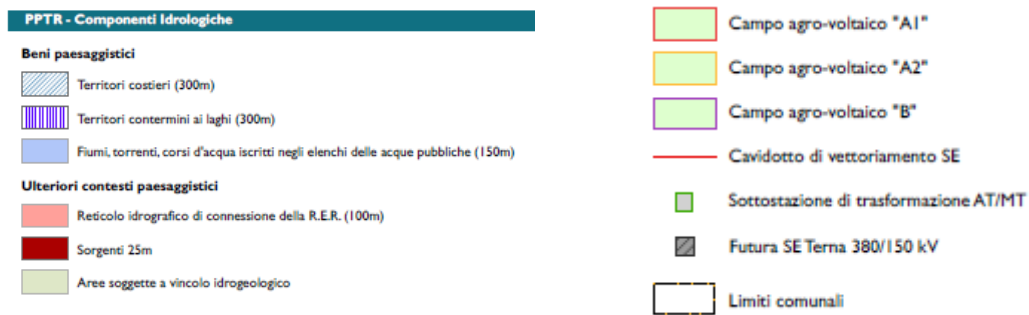 PPTR - Componenti Idrologiche
Beni paesaggistici
Territori costieri (300m)
Territori contermini ai laghi (300m)
Fiumi, torrenti, corsi d'acqua iscritti negli elenchi delle acque pubbliche (150m)
Ulteriori contesti paesaggistici
Reticolo idrografico di connessione della R.E.R. (100m)
Sorgenti 25m
Aree soggette a vincolo idrogeologico
Campo agro-voltaico "A1"
Campo agro-voltaico "A2"
Campo agro-voltaico "B"
Cavidotto di vettoriamento SE
Sottostazione di trasformazione AT/MT
Futura SE Terna 380/150 kV
Limiti comunali